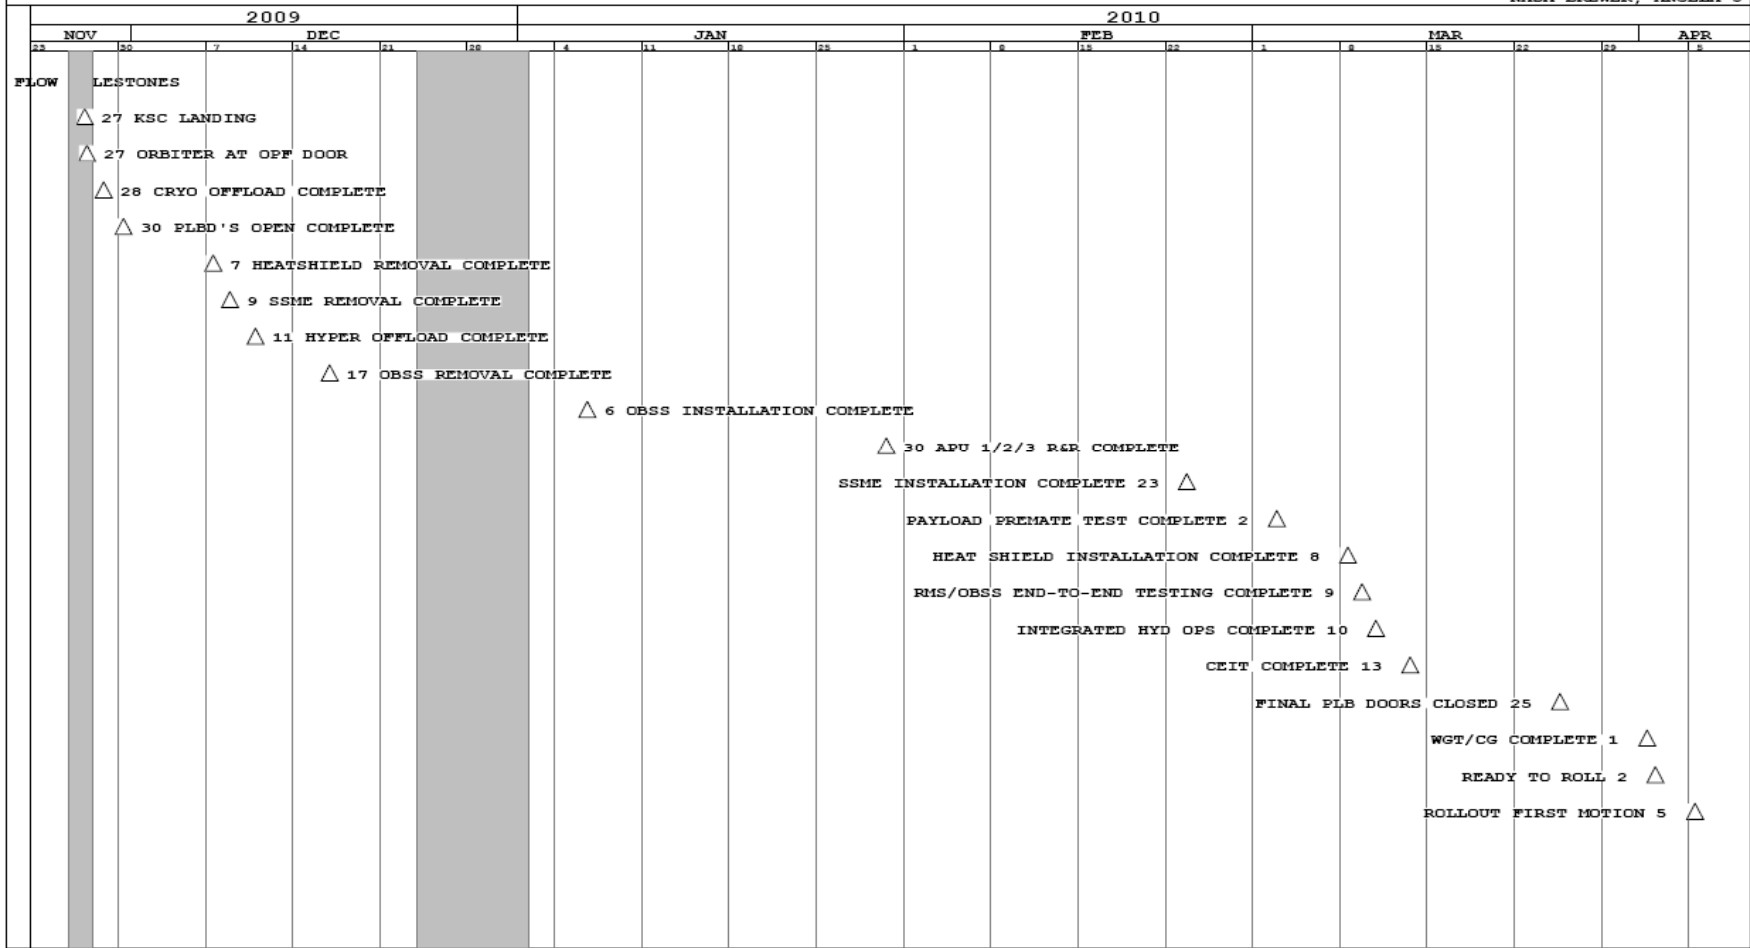 2009 2010
NOV DEC JAN FEB MAR APR
23 30 7 14 21 28 4 11 18 25 1 8 15 22 1 8 15 22 29 5
FLOW LESTONES
27 KSC LANDING
27 ORBITER AT OPF DOOR
28 CRYO OFFLOAD COMPLETE
30 PLBD'S OPEN COMPLETE
7 HEATSHIELD REMOVAL COMPLETE
9 SSME REMOVAL COMPLETE
11 HYPER OFFLOAD COMPLETE
17 OBSS REMOVAL COMPLETE
6 OBSS INSTALLATION COMPLETE
30 APU 1/2/3 R&R COMPLETE
SSME INSTALLATION COMPLETE 23
PAYLOAD PREMATE TEST COMPLETE 2
HEAT SHIELD INSTALLATION COMPLETE 8
RMS/OBSS END-TO-END TESTING COMPLETE 9
INTEGRATED HYD OPS COMPLETE 10
CEIT COMPLETE 13
FINAL PLB DOORS CLOSED 25
WGT/CG COMPLETE 1
READY TO ROLL 2
ROLLOUT FIRST MOTION 5